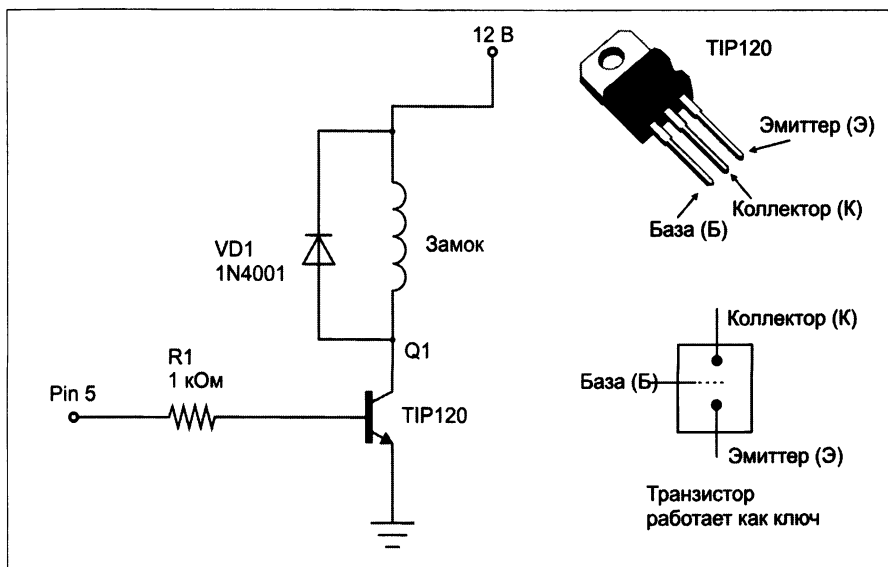 12 В
TIP120
Эмиттер (Э)
Коллектор (К)
База (Б)
VD1
1N4001
Замок
Q1
R1
1 кОм
Pin 5
TIP120
Коллектор (К)
База (Б)
Эмиттер (Э)
Транзистор
работает как ключ